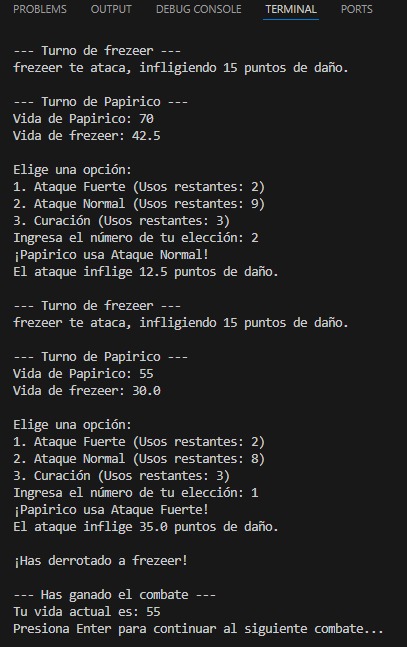 PROBLEMS OUTPUT DEBUG CONSOLE TERMINAL PORTS
--- Turno de frezeer ---
frezeer te ataca, infligiendo 15 puntos de daño.
--- Turno de Papirico ---
Vida de Papirico: 70
Vida de frezeer: 42.5
Elige una opción:
1. Ataque Fuerte (Usos restantes: 2)
2. Ataque Normal (Usos restantes: 9)
3. Curación (Usos restantes: 3)
Ingresa el número de tu elección: 2
¡Papirico usa Ataque Normal!
El ataque inflige 12.5 puntos de daño.
--- Turno de frezeer ---
frezeer te ataca, infligiendo 15 puntos de daño.
--- Turno de Papirico ---
Vida de Papirico: 55
Vida de frezeer: 30.0
Elige una opción:
1. Ataque Fuerte (Usos restantes: 2)
2. Ataque Normal (Usos restantes: 8)
3. Curación (Usos restantes: 3)
Ingresa el número de tu elección: 1
¡Papirico usa Ataque Fuerte!
El ataque inflige 35.0 puntos de daño.
¡Has derrotado a frezeer!
--- Has ganado el combate ---
Tu vida actual es: 55
Presiona Enter para continuar al siguiente combate...